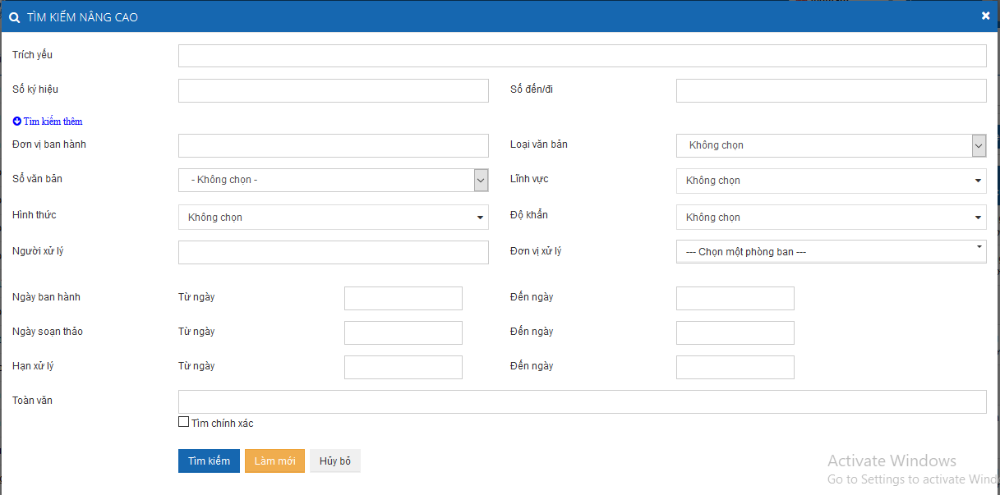 TÌM KIẾM NÂNG CAO
Trích yếu
Số ký hiệu Số đến/đi
Tìm kiếm thêm
Đơn vị ban hành Loại văn bản Không chọn
Sổ văn bản - Không chọn - Lĩnh vực Không chọn
Hình thức Không chọn Độ khẩn Không chọn
Người xử lý Đơn vị xử lý --- Chọn một phòng ban ---
Ngày ban hành Từ ngày Đến ngày
Ngày soạn thảo Từ ngày Đến ngày
Hạn xử lý Từ ngày Đến ngày
Toàn văn
Tìm chính xác
Tìm kiếm Làm mới Hủy bỏ
Activate Windows
Go to Settings to activate Wind